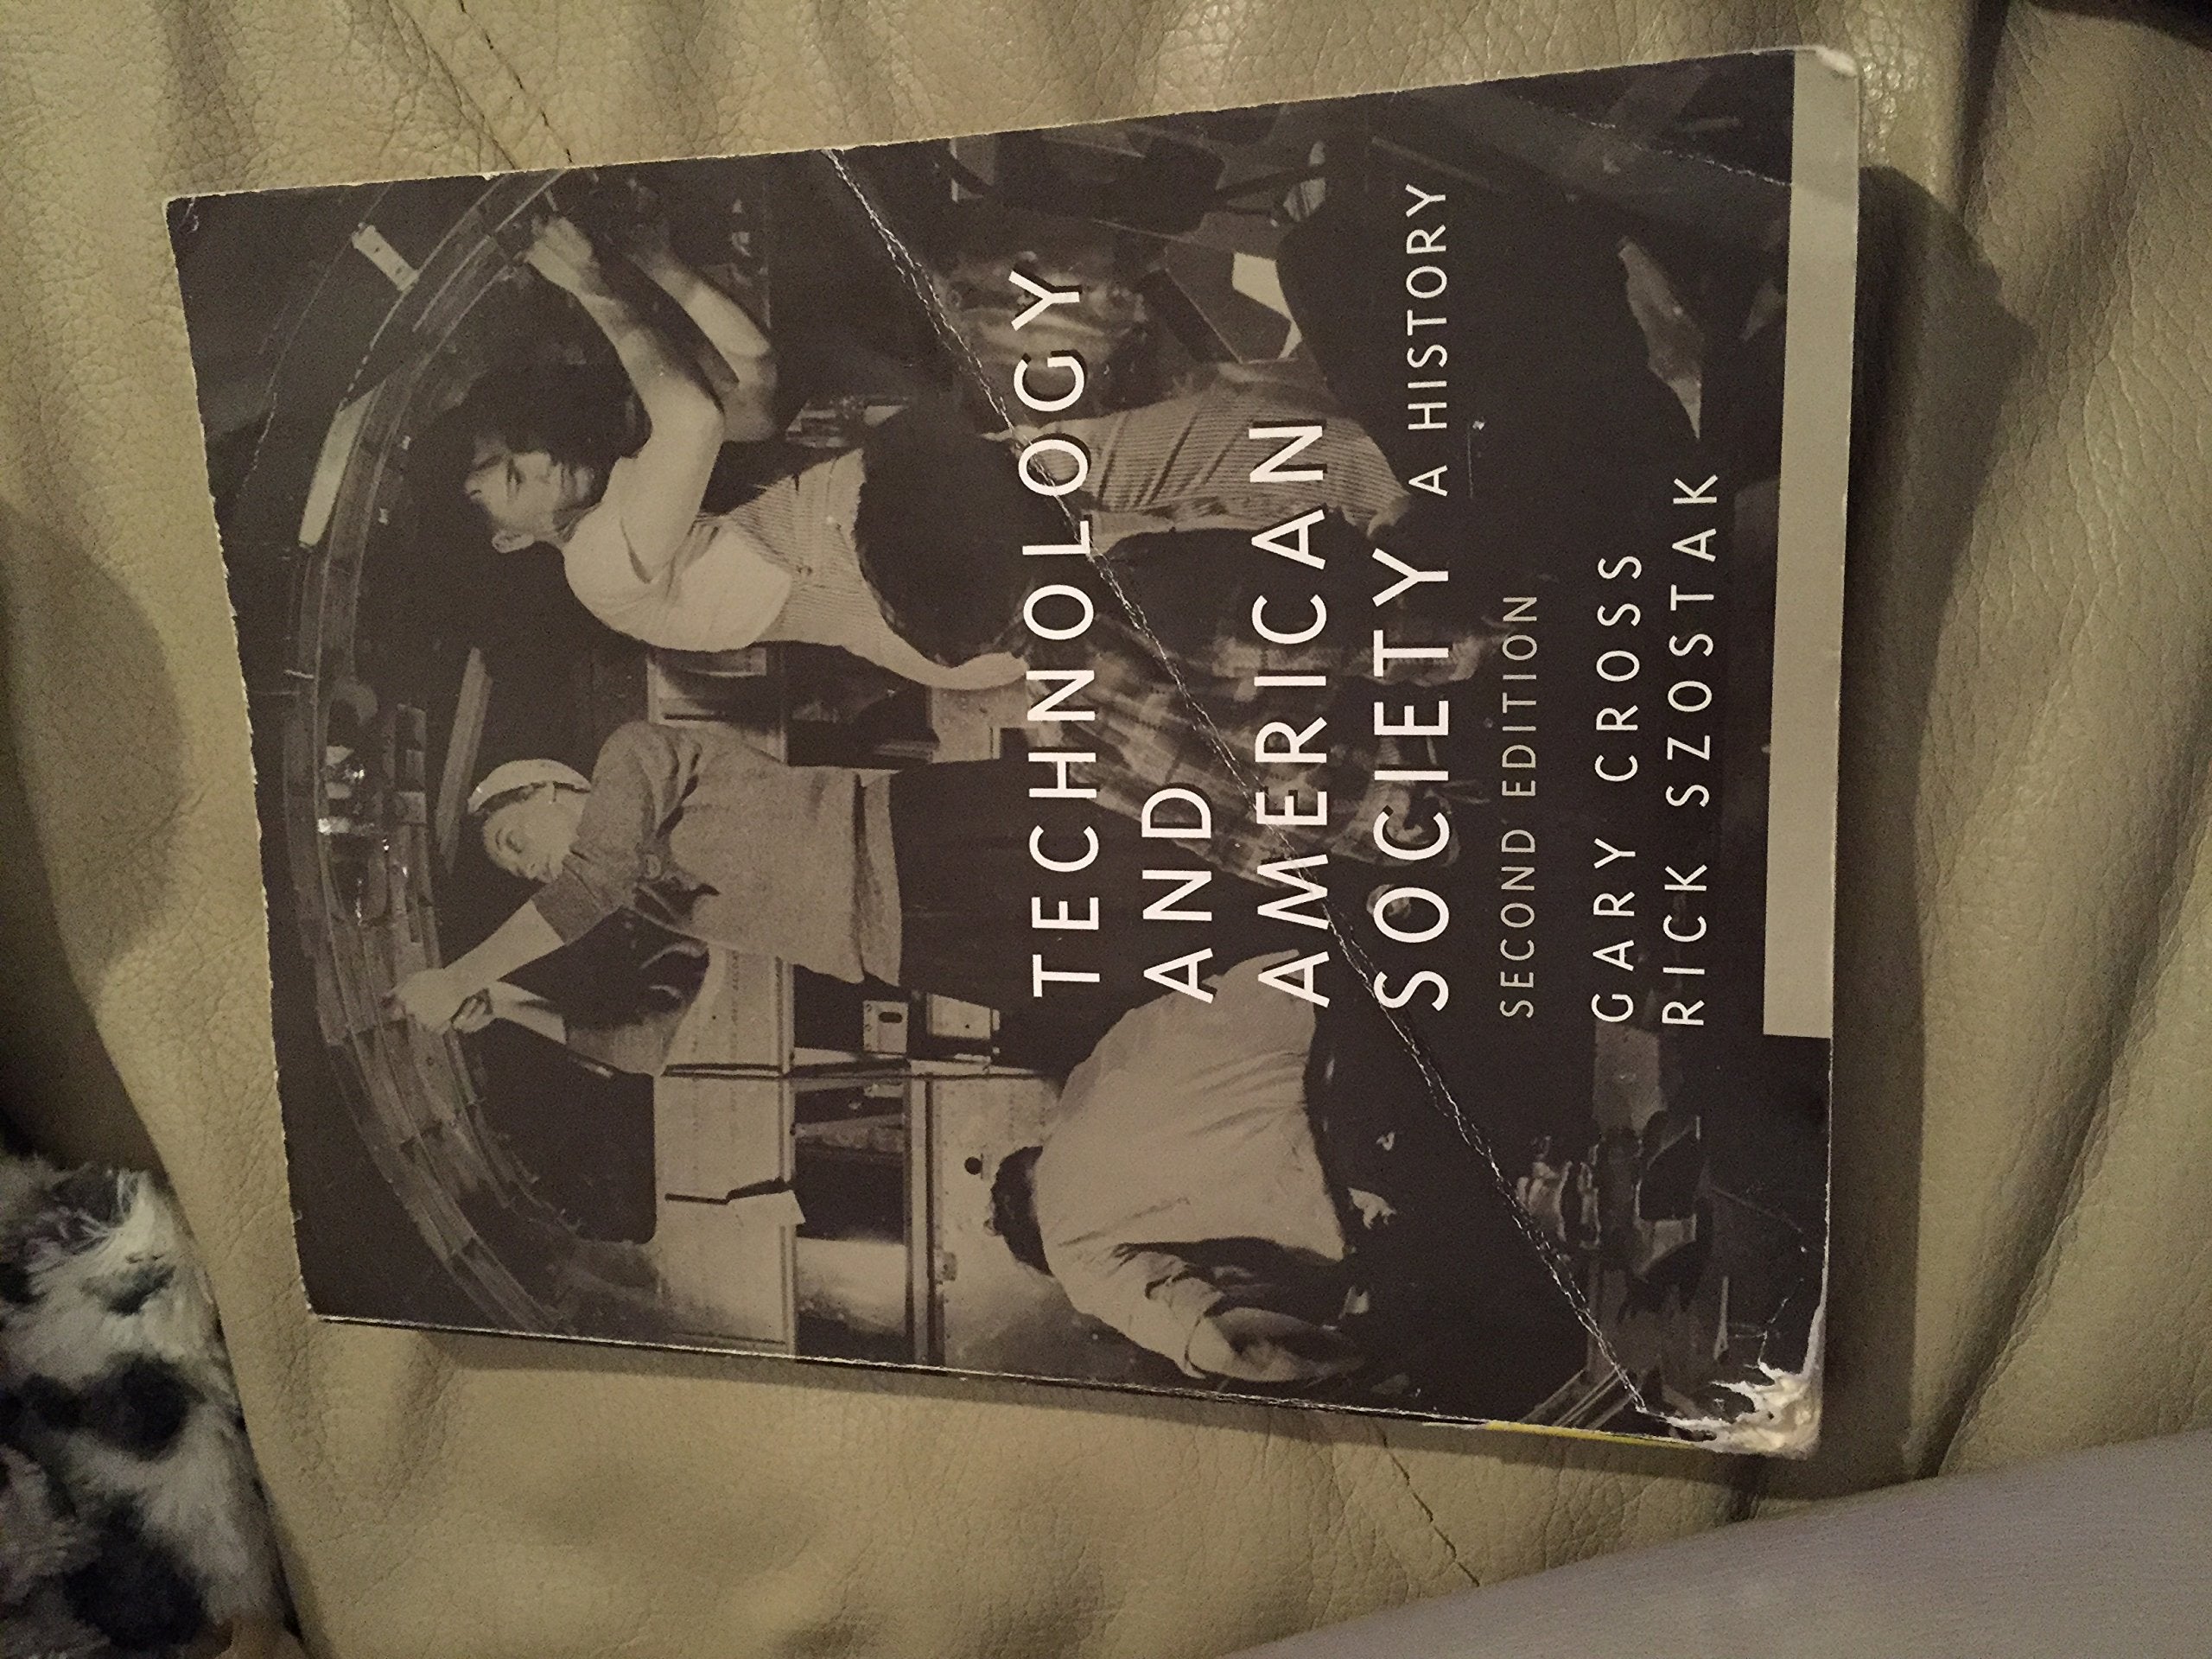 TECHNOLOGY
AND
AMERICAN
SOCIETY A HISTORY
SECOND EDITION
GARY CROSS
RICK SZOSTAK